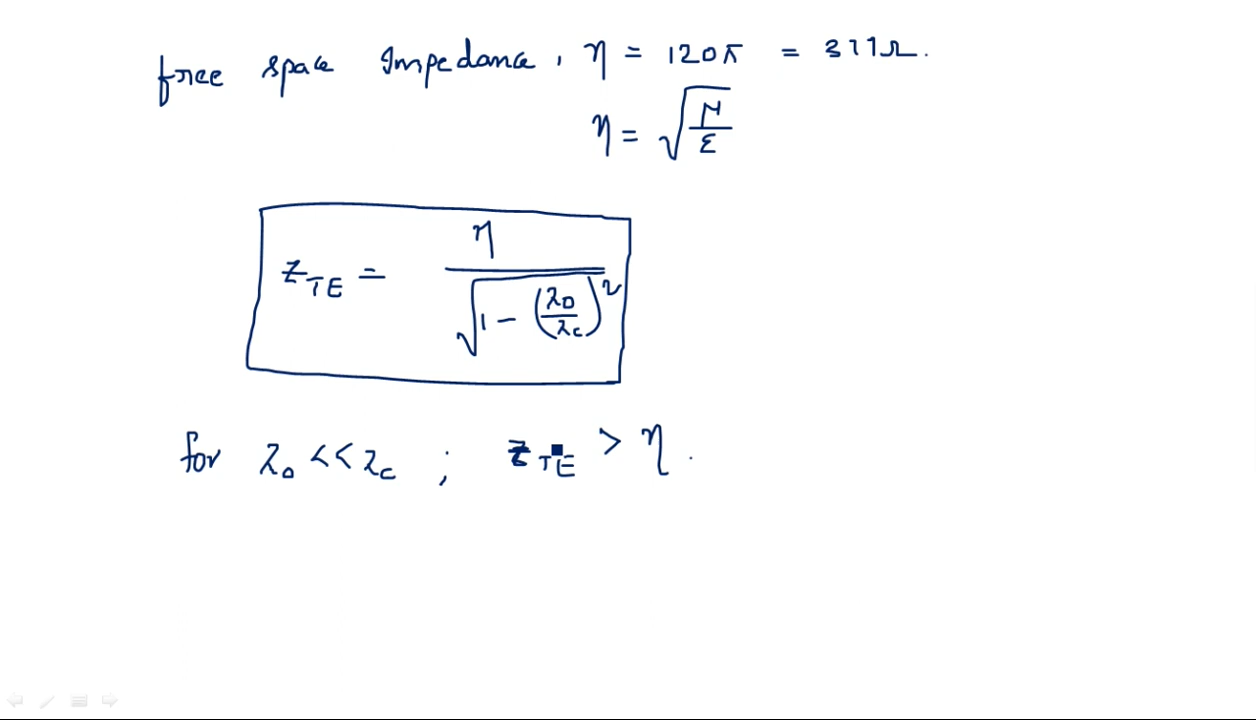 free space Impedance, η = 120π = 377Ω.
η = √(μ/ε)
Z_TE = η / √(1 - (λ₀/λc)²)
for λ₀ << λc ; Z_TE > η.